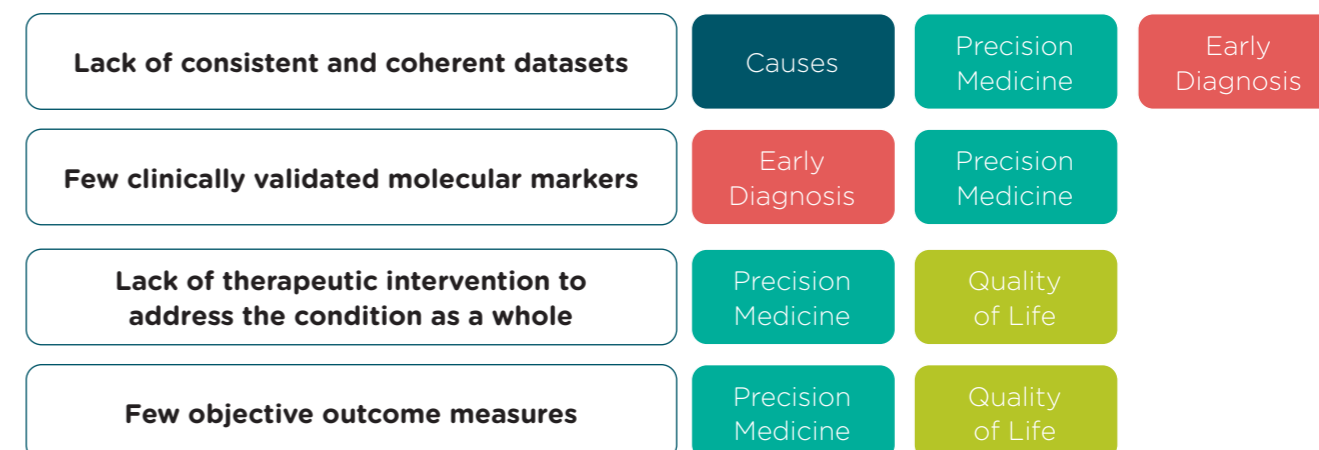 Lack of consistent and coherent datasets
Causes
Precision
Medicine
Early
Diagnosis
Few clinically validated molecular markers
Early
Diagnosis
Precision
Medicine
Lack of therapeutic intervention to
address the condition as a whole
Precision
Medicine
Quality
of Life
Few objective outcome measures
Precision
Medicine
Quality
of Life